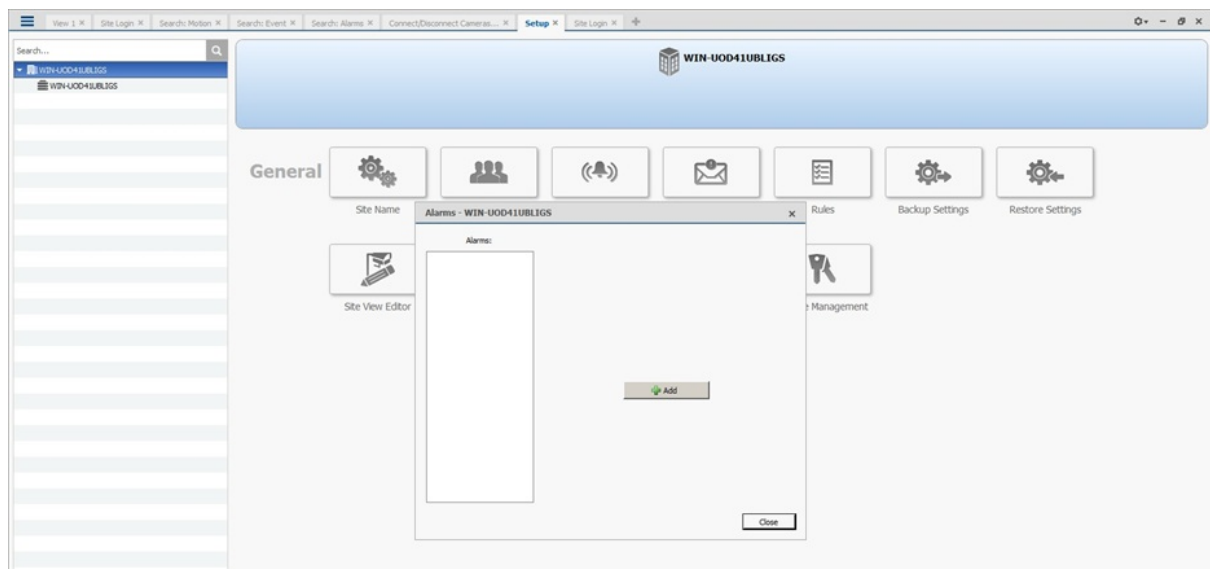 View 1 × Site Login × Search: Motion × Search: Event × Search: Alarms × Connect/Disconnect Cameras... × Setup × Site Login ×
Search...
WIN-UOD41UBLIGS
WIN-UOD41UBLIGS
WIN-UOD41UBLIGS
General
Site Name
Rules
Backup Settings
Restore Settings
Alarms - WIN-UOD41UBLIGS
Alarms:
Site View Editor
Management
Add
Close